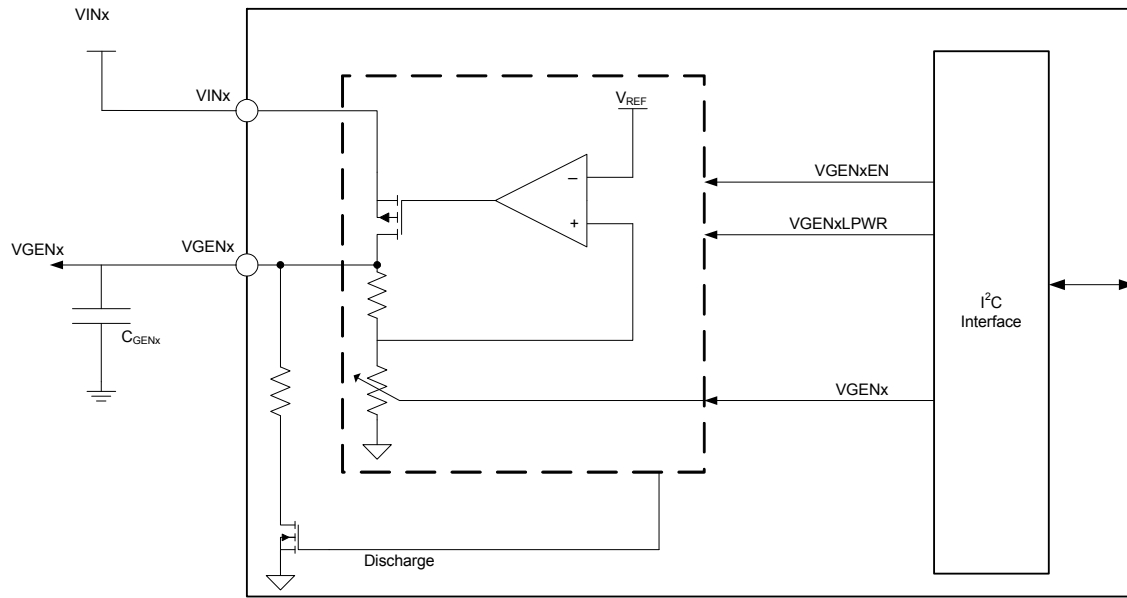 VINx
VINx
VREF
−
+
VGENxEN
VGENxLPWR
VGENx
VGENx
CGENx
I²C
Interface
VGENx
Discharge